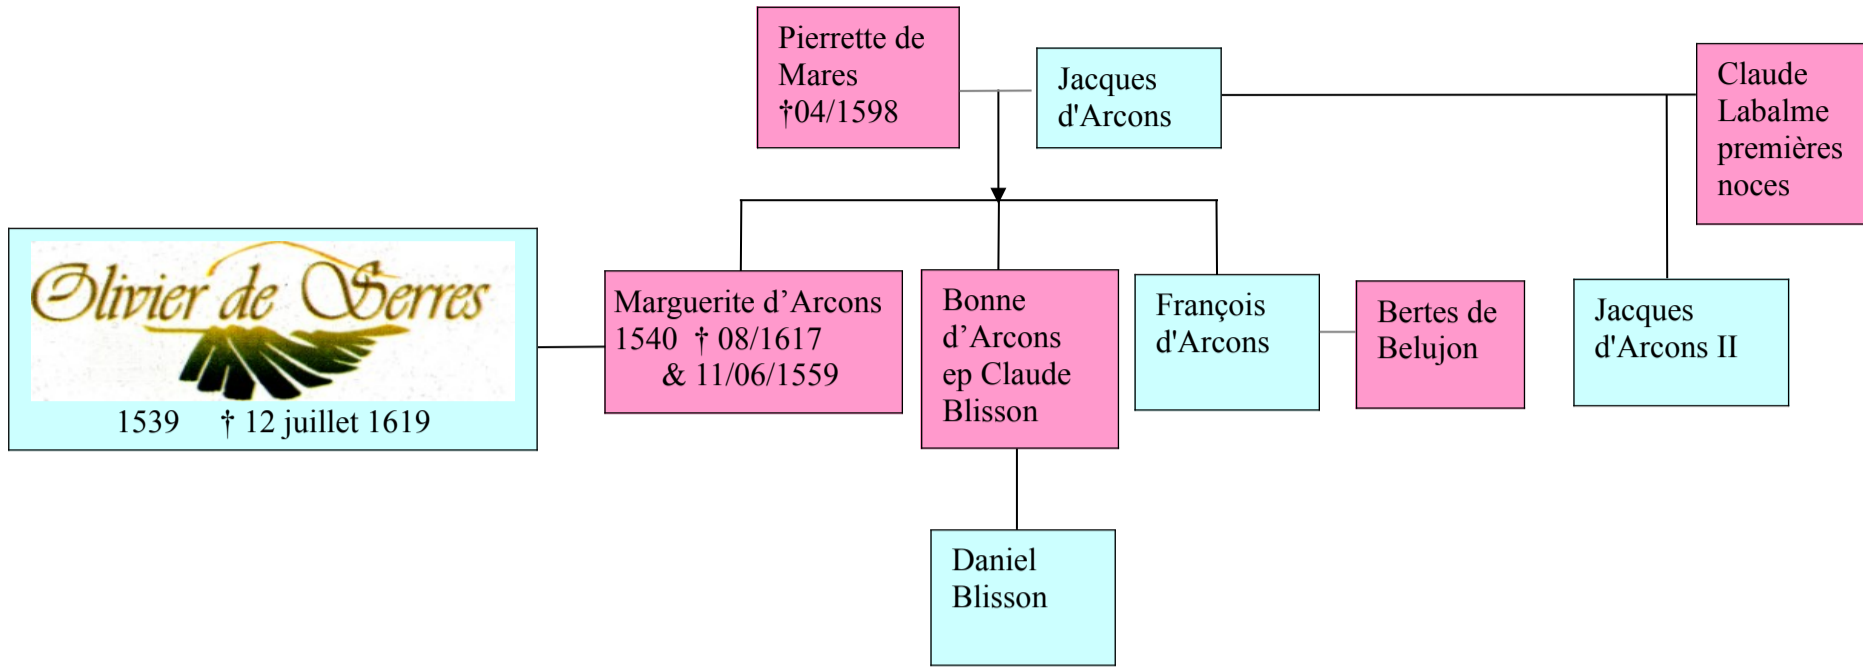 Pierrette de
Mares
†04/1598
Jacques
d'Arcons
Claude
Labalme
premières
noces
Olivier de Serres
1539 † 12 juillet 1619
Marguerite d’Arcons
1540 † 08/1617
& 11/06/1559
Bonne
d’Arcons
ep Claude
Blisson
François
d'Arcons
Bertes de
Belujon
Jacques
d'Arcons II
Daniel
Blisson